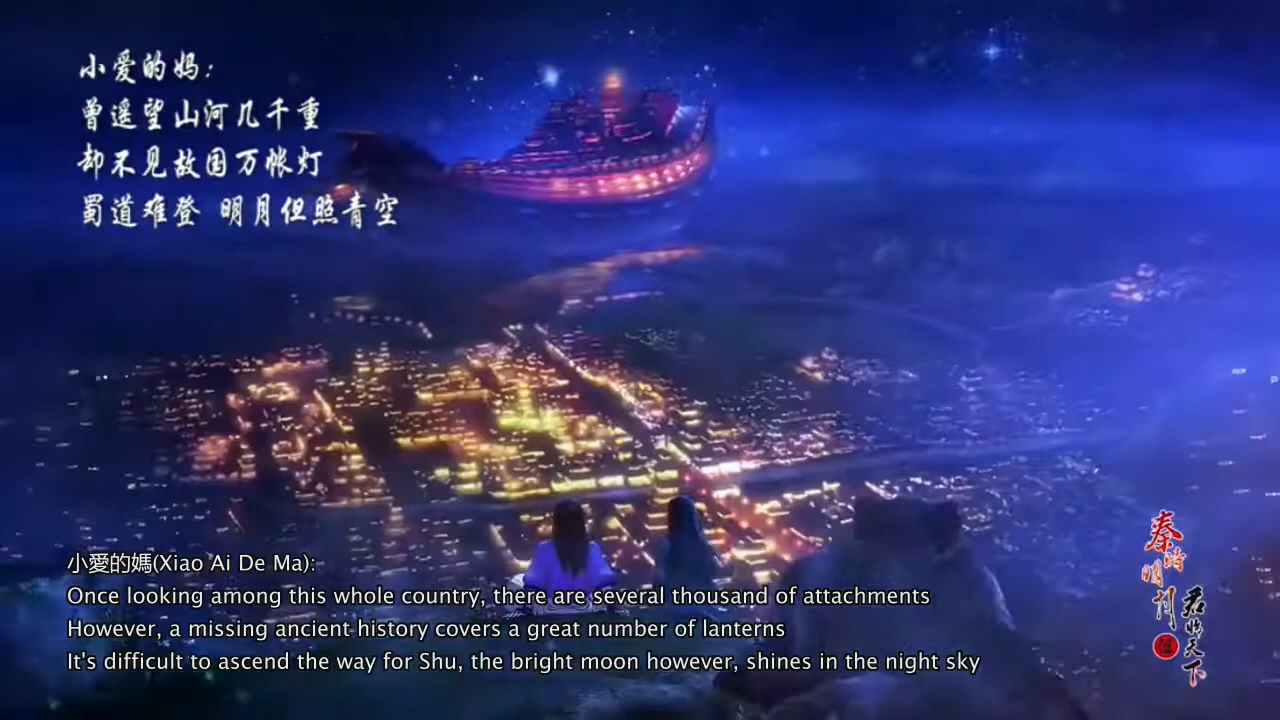 小爱的妈:
曾遥望山河几千重
却不见故国万帐灯
蜀道难登 明月但照青空
小愛的媽(Xiao Ai De Ma):
Once looking among this whole country, there are several thousand of attachments
However, a missing ancient history covers a great number of lanterns
It's difficult to ascend the way for Shu, the bright moon however, shines in the night sky
秦时明月
君临天下
伍